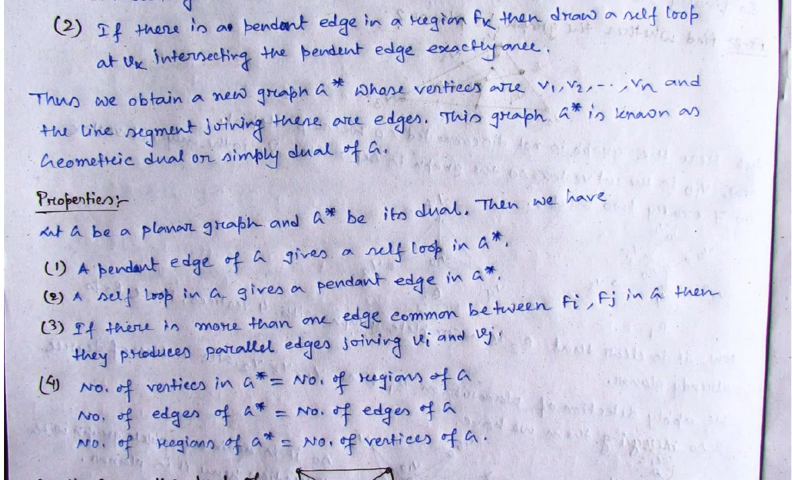 (2) If there is a pendent edge in a region Fk then draw a self loop
at vk intersecting the pendent edge exactly once.
Thus we obtain a new graph G* whose vertices are v1, v2, --, vn and
the line segment joining these are edges. This graph G* is known as
Geometric dual or simply dual of G.
Properties:-
Let G be a planar graph and G* be its dual. Then we have
(1) A pendant edge of G gives a self loop in G*.
(2) A self loop in G gives a pendant edge in G*.
(3) If there is more than one edge common between Fi, Fj in G then
they produces parallel edges joining vi and vj.
(4) No. of vertices in G* = No. of regions of G
No. of edges of G* = No. of edges of G
No. of regions of G* = No. of vertices of G.